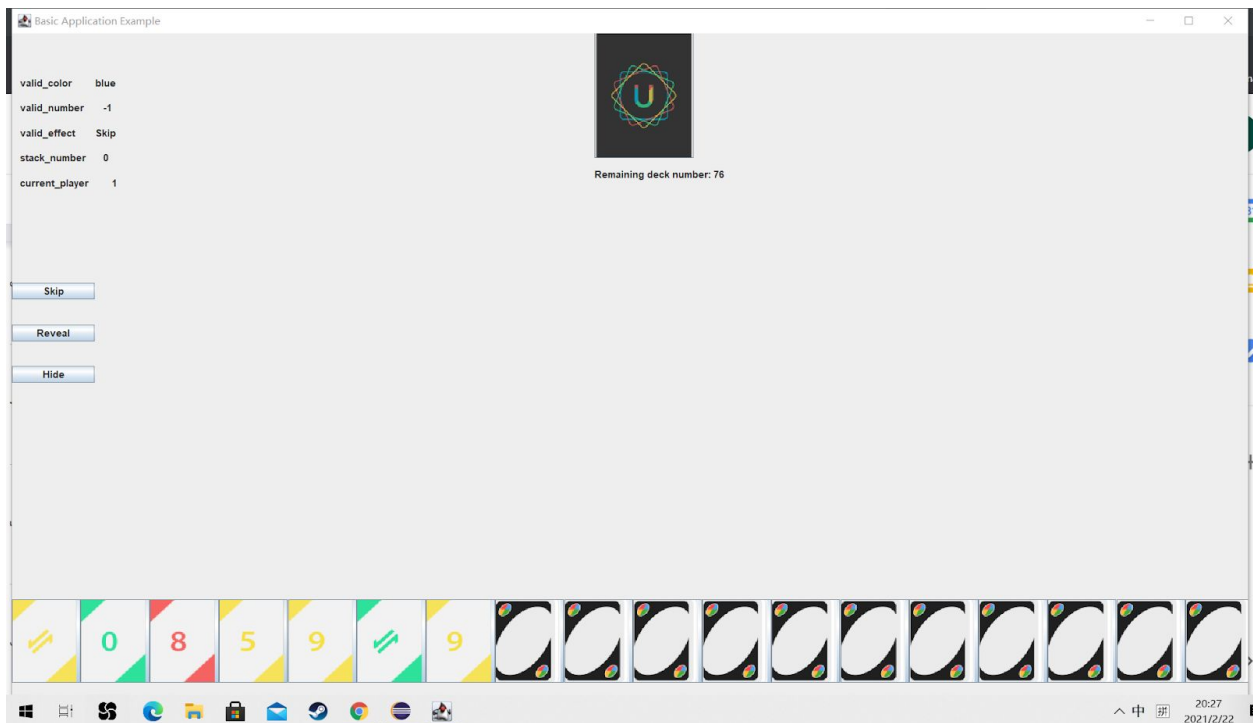 Basic Application Example
valid_color blue
valid_number -1
valid_effect Skip
stack_number 0
current_player 1
U
Remaining deck number: 76
Skip
Reveal
Hide
0 8 5 9 9
中 拼 20:27
2021/2/22